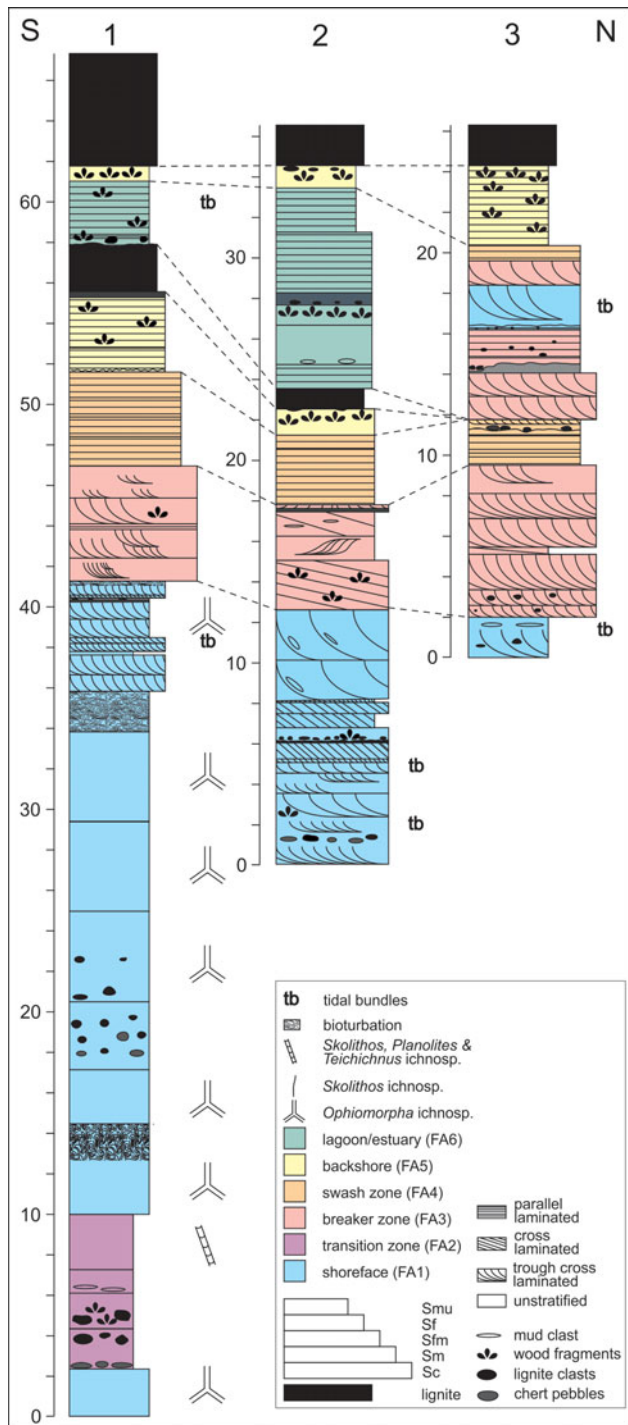 S 1 2 3 N
60
50
40
30
20
10
0
30
20
10
0
20
10
0
tb
tb
tb
tb
tb
tb
tb tidal bundles
bioturbation
Skolithos, Planolites &
Teichichnus ichnosp.
Skolithos ichnosp.
Ophiomorpha ichnosp.
lagoon/estuary (FA6)
backshore (FA5)
swash zone (FA4)
breaker zone (FA3)
transition zone (FA2)
shoreface (FA1)
Smu
Sf
Sfm
Sm
Sc
lignite
parallel
laminated
cross
laminated
trough cross
laminated
unstratified
mud clast
wood fragments
lignite clasts
chert pebbles